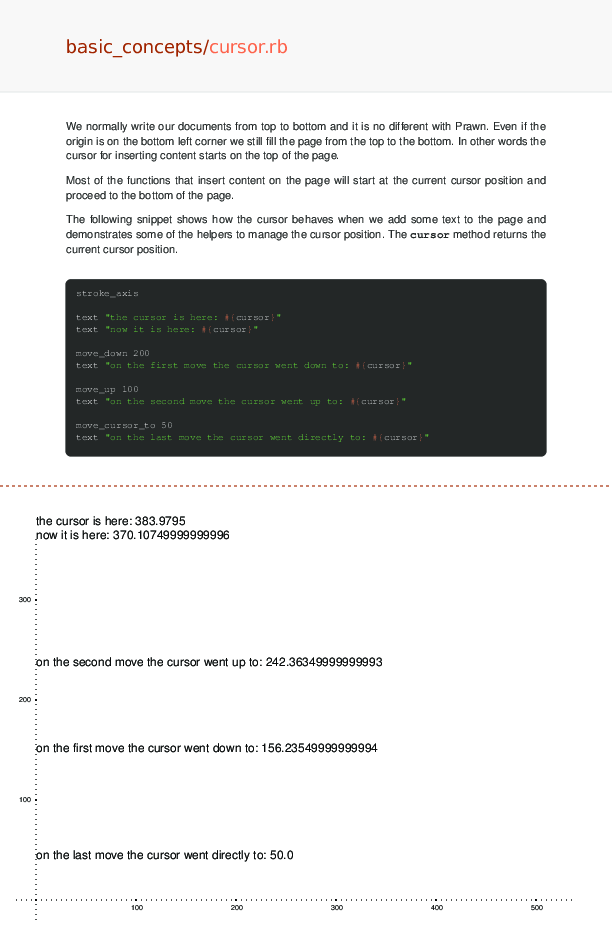 basic_concepts/cursor.rb
We normally write our documents from top to bottom and it is no different with Prawn. Even if the
origin is on the bottom left corner we still fill the page from the top to the bottom. In other words the
cursor for inserting content starts on the top of the page.
Most of the functions that insert content on the page will start at the current cursor position and
proceed to the bottom of the page.
The following snippet shows how the cursor behaves when we add some text to the page and
demonstrates some of the helpers to manage the cursor position. The cursor method returns the
current cursor position.
stroke_axis
text "the cursor is here: #{cursor}"
text "now it is here: #{cursor}"
move_down 200
text "on the first move the cursor went down to: #{cursor}"
move_up 100
text "on the second move the cursor went up to: #{cursor}"
move_cursor_to 50
text "on the last move the cursor went directly to: #{cursor}"
the cursor is here: 383.9795
now it is here: 370.10749999999996
300
on the second move the cursor went up to: 242.36349999999993
200
on the first move the cursor went down to: 156.23549999999994
100
on the last move the cursor went directly to: 50.0
100 200 300 400 500